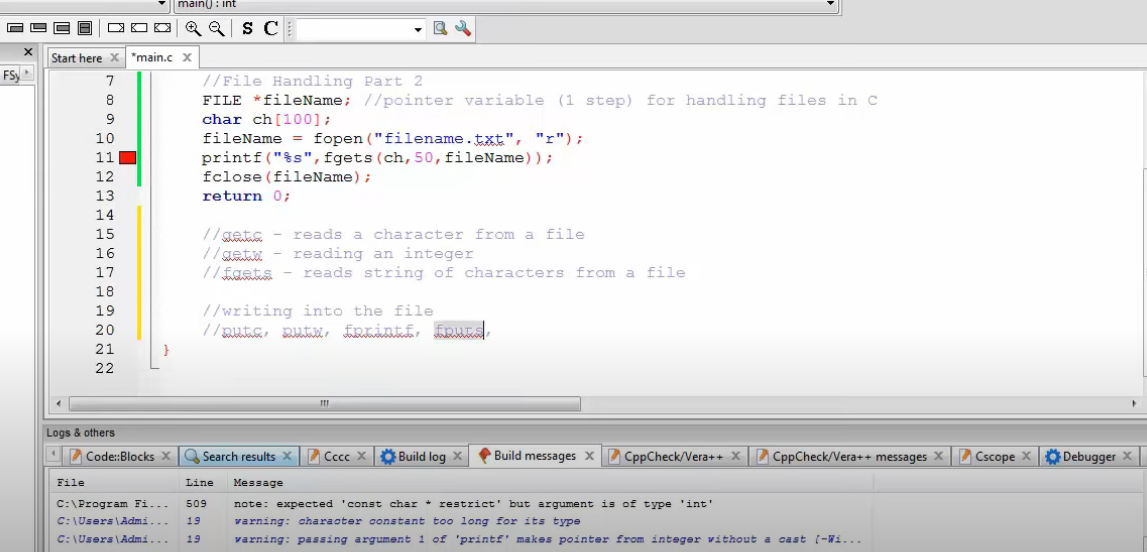 main() : int
S C
Start here X *main.c X
FSy
7 //File Handling Part 2
8 FILE *fileName; //pointer variable (1 step) for handling files in C
9 char ch[100];
10 fileName = fopen("filename.txt", "r");
11 printf("%s",fgets(ch,50,fileName));
12 fclose(fileName);
13 return 0;
14
15 //getc - reads a character from a file
16 //getw - reading an integer
17 //fgets - reads string of characters from a file
18
19 //writing into the file
20 //putc, putw, fprintf, fputs,
21 }
22
Logs & others
Code::Blocks X Search results X Cccc X Build log X Build messages X CppCheck/Vera++ X CppCheck/Vera++ messages X Cscope X Debugger X
File Line Message
C:\Program Fi... 509 note: expected 'const char * restrict' but argument is of type 'int'
C:\Users\Admi... 19 warning: character constant too long for its type
C:\Users\Admi... 19 warning: passing argument 1 of 'printf' makes pointer from integer without a cast [-Wi...